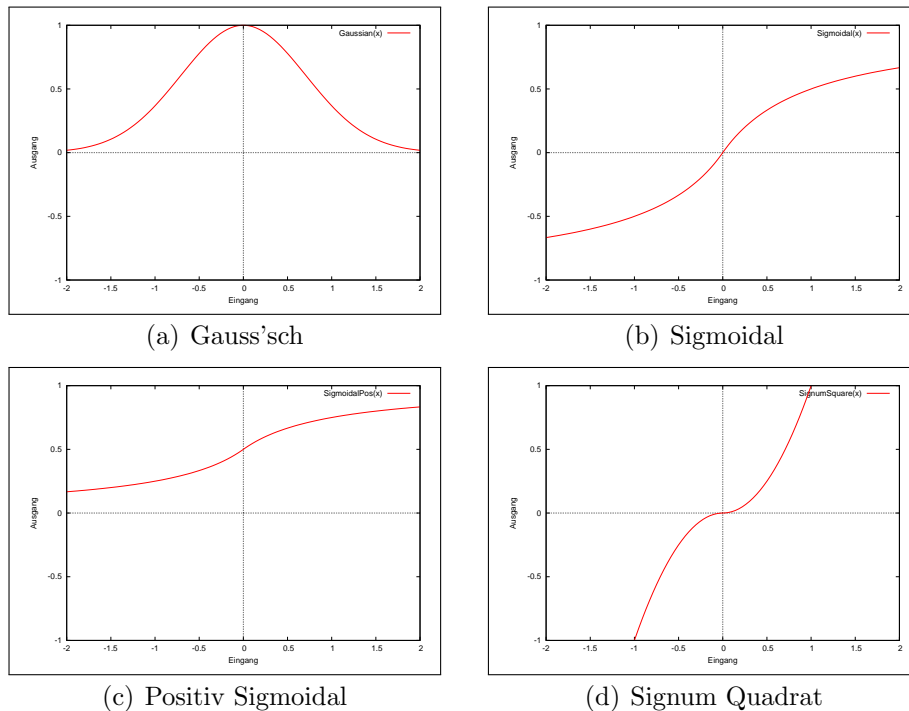 Gaussian(x)
1
0.5
0
-0.5
-1
Ausgang
-2 -1.5 -1 -0.5 0 0.5 1 1.5 2
Eingang
(a) Gauss'sch
Sigmoidal(x)
1
0.5
0
-0.5
-1
Ausgang
-2 -1.5 -1 -0.5 0 0.5 1 1.5 2
Eingang
(b) Sigmoidal
SigmoidalPos(x)
1
0.5
0
-0.5
-1
Ausgang
-2 -1.5 -1 -0.5 0 0.5 1 1.5 2
Eingang
(c) Positiv Sigmoidal
SignumSquare(x)
1
0.5
0
-0.5
-1
Ausgang
-2 -1.5 -1 -0.5 0 0.5 1 1.5 2
Eingang
(d) Signum Quadrat